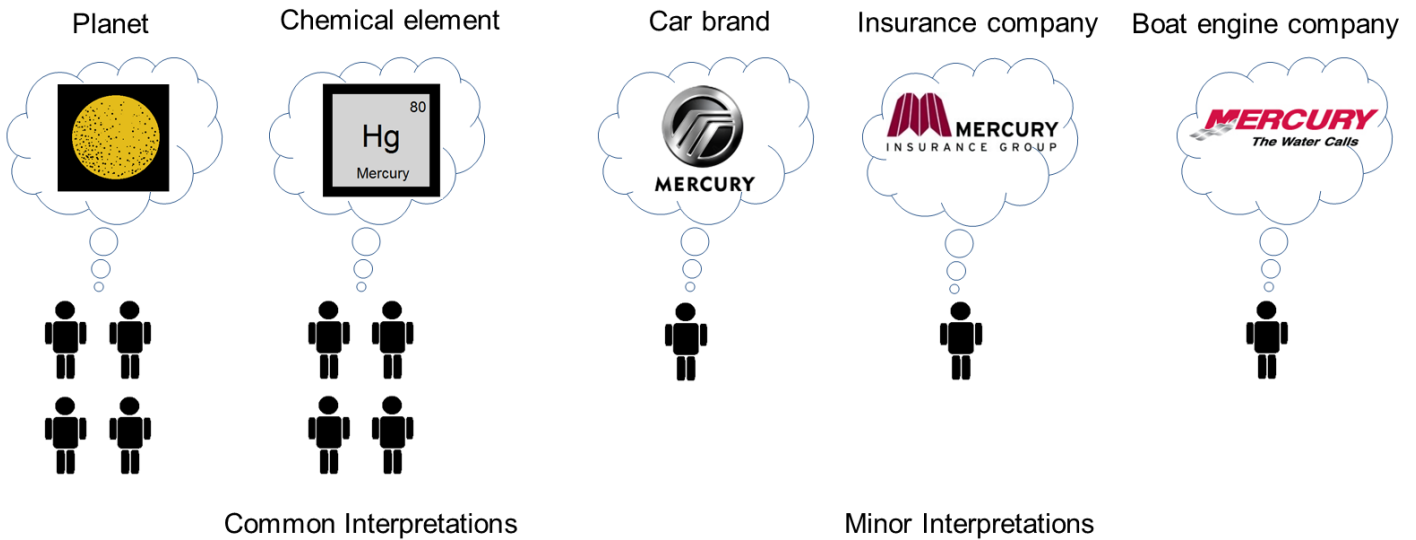 Planet
Chemical element
Car brand
Insurance company
Boat engine company
80
Hg
Mercury
MERCURY
MERCURY
INSURANCE GROUP
MERCURY
The Water Calls
Common Interpretations
Minor Interpretations